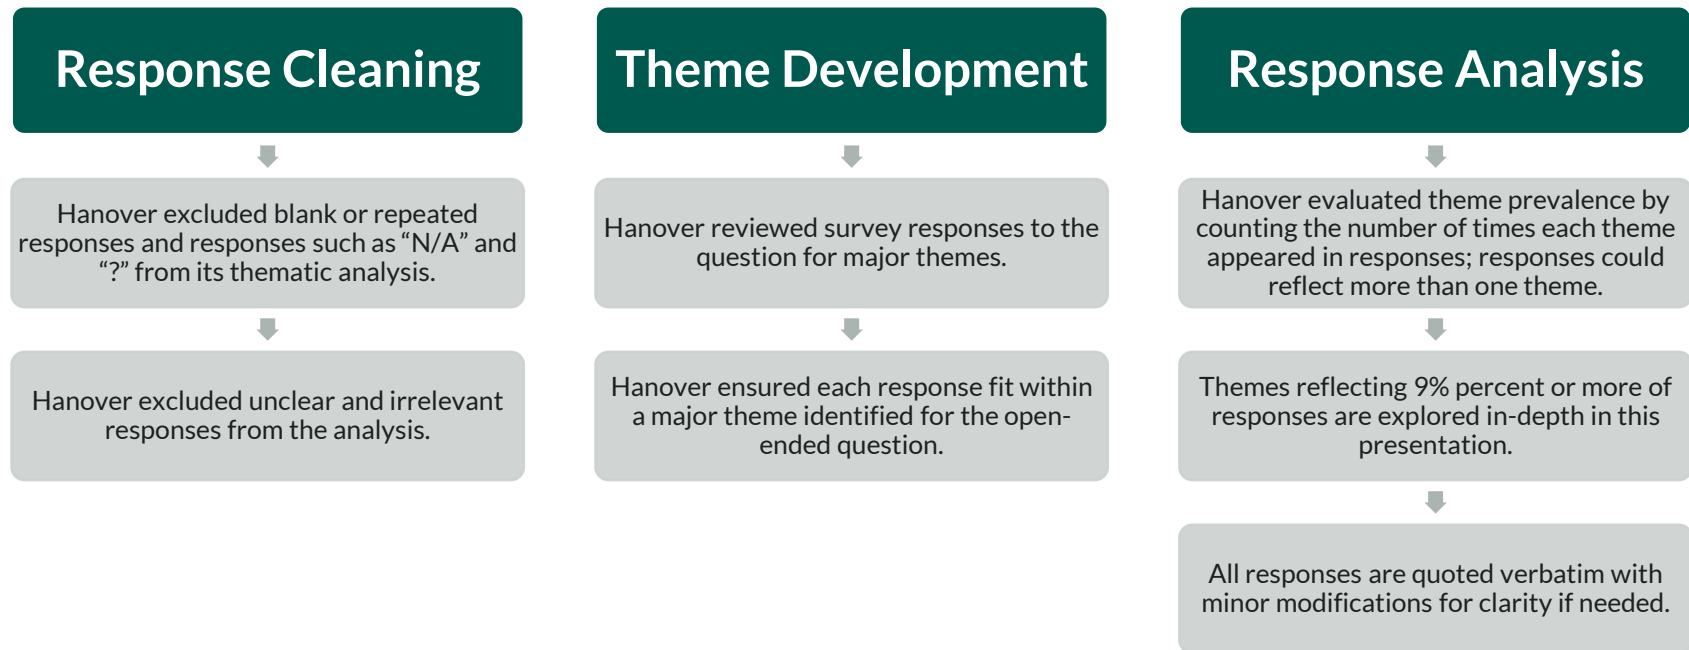 Response Cleaning
Hanover excluded blank or repeated
responses and responses such as “N/A” and
“?” from its thematic analysis.
Hanover excluded unclear and irrelevant
responses from the analysis.
Theme Development
Hanover reviewed survey responses to the
question for major themes.
Hanover ensured each response fit within
a major theme identified for the open-
ended question.
Response Analysis
Hanover evaluated theme prevalence by
counting the number of times each theme
appeared in responses; responses could
reflect more than one theme.
Themes reflecting 9% percent or more of
responses are explored in-depth in this
presentation.
All responses are quoted verbatim with
minor modifications for clarity if needed.